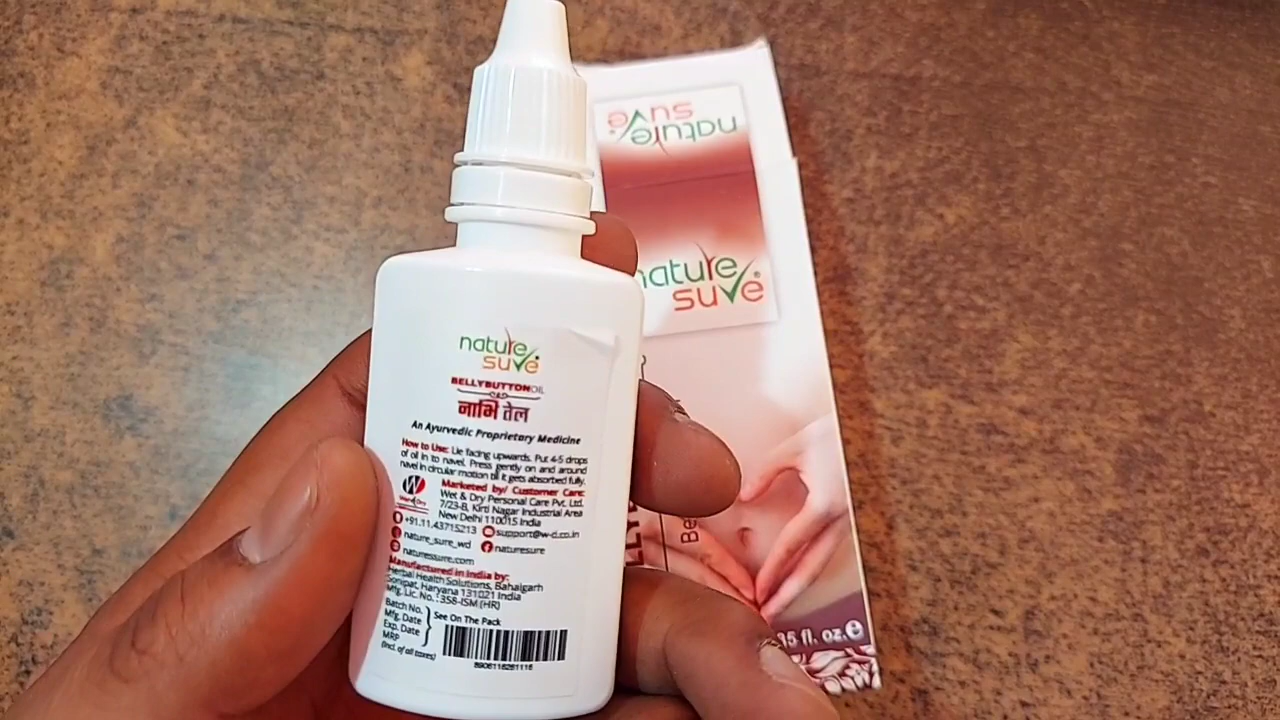 nature
sure
BELLYBUTTON OIL
नाभि तेल
An Ayurvedic Proprietary Medicine
How to Use: Lie facing upwards. Put 4-5 drops
of oil in to navel. Press gently on and around
navel in circular motion till it gets absorbed fully.
Marketed by/ Customer Care:
Wet & Dry Personal Care Pvt. Ltd.
7/23-B, Kirti Nagar Industrial Area
New Delhi 110015 India
+91.11.43715213 support@w-d.co.in
nature_sure_wd naturesure
naturessure.com
Manufactured in India by:
Herbal Health Solutions, Bahalgarh
Sonipat, Haryana 131021 India
Mfg. Lic. No. : 358-ISM (HR)
Batch No.
Mfg. Date
Exp. Date
MRP
(Incl. of all taxes)
See On The Pack
8906116281116
nature
sure
nature
sure
Be
35 fl. oz.e